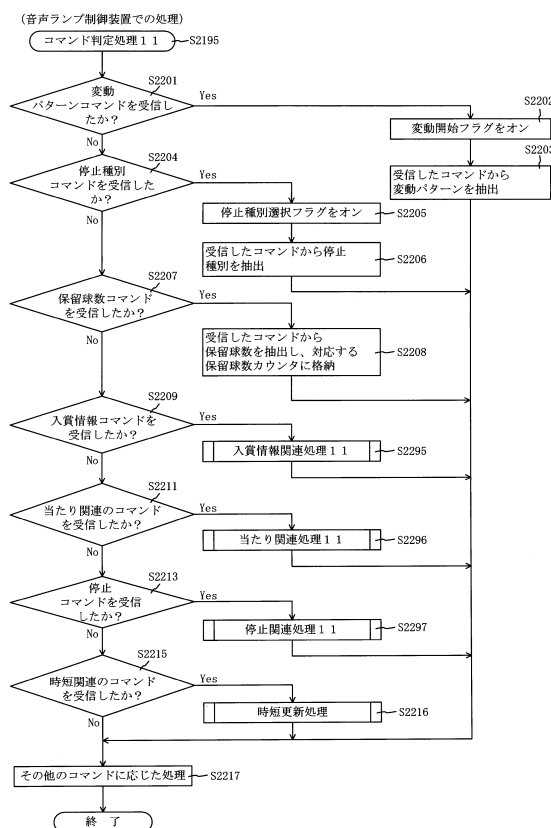 (音声ランプ制御装置での処理)
コマンド判定処理11
S2195
S2201
変動
パターンコマンドを受信し
たか?
Yes
No
S2202
変動開始フラグをオン
S2203
受信したコマンドから
変動パターンを抽出
S2204
停止種別
コマンドを受信した
か?
Yes
No
停止種別選択フラグをオン
S2205
受信したコマンドから停止
種別を抽出
S2206
S2207
保留球数コマンド
を受信したか?
Yes
No
受信したコマンドから
保留球数を抽出し、対応する
保留球数カウンタに格納
S2208
S2209
入賞情報コマンドを
受信したか?
Yes
No
入賞情報関連処理11
S2295
S2211
当たり関連のコマンド
を受信したか?
Yes
No
当たり関連処理11
S2296
S2213
停止
コマンドを受信
したか?
Yes
No
停止関連処理11
S2297
S2215
時短関連のコマンド
を受信したか?
Yes
No
時短更新処理
S2216
その他のコマンドに応じた処理
S2217
終 了